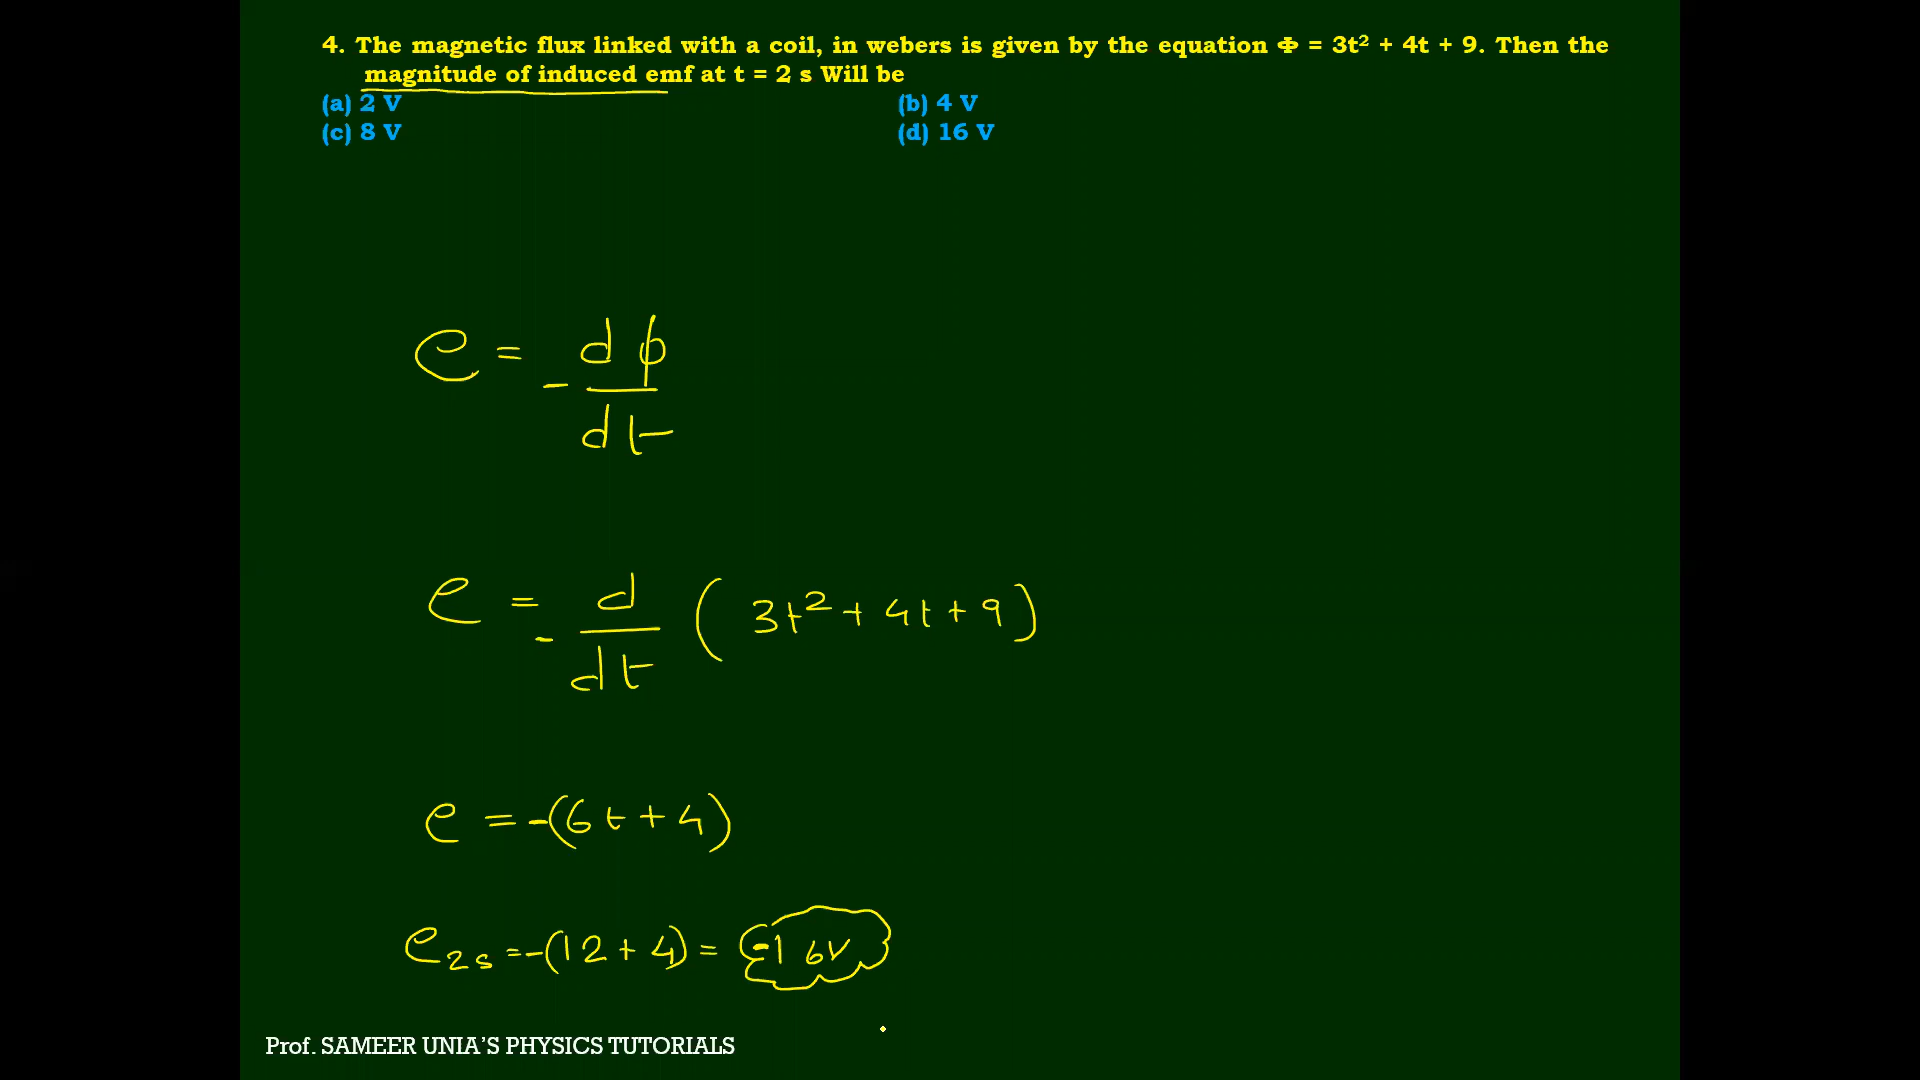 4. The magnetic flux linked with a coil, in webers is given by the equation Φ = 3t² + 4t + 9. Then the
magnitude of induced emf at t = 2 s Will be
(a) 2 V (b) 4 V
(c) 8 V (d) 16 V
e = - dϕ/dt
e = - d/dt (3t² + 4t + 9)
e = -(6t + 4)
e2s = -(12 + 4) = -16V
Prof. SAMEER UNIA'S PHYSICS TUTORIALS